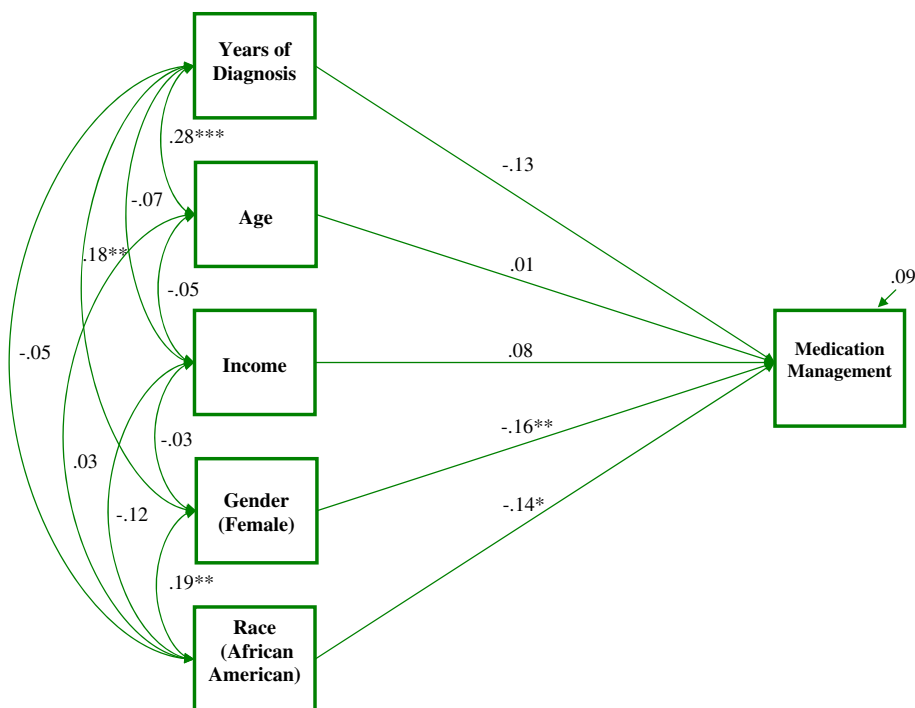 Years of
Diagnosis
.28***
-.13
-.07
Age
.18**
.01
-.05
.09
-.05
Income
.08
Medication
Management
-.03
-.16**
.03
Gender
(Female)
-.12
-.14*
.19**
Race
(African
American)